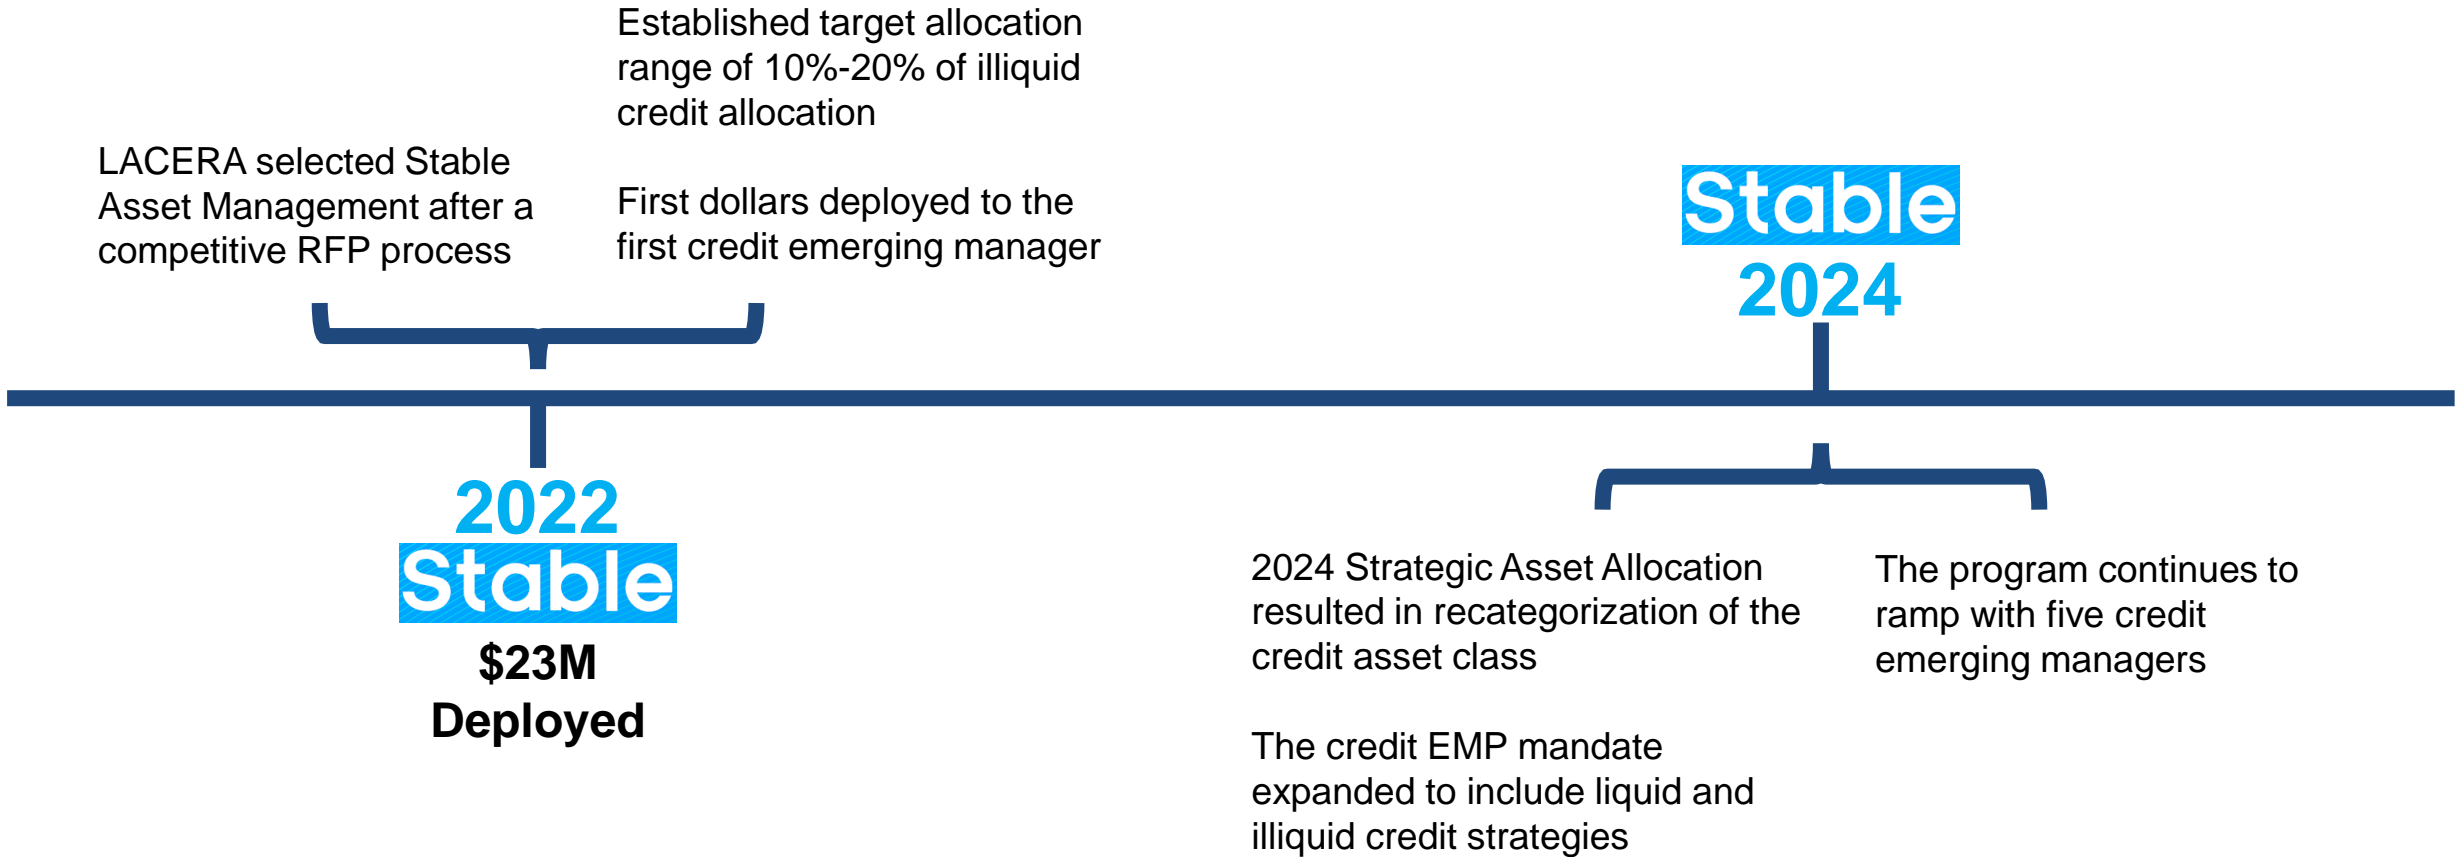 Established target allocation
range of 10%-20% of illiquid
credit allocation
First dollars deployed to the
first credit emerging manager
LACERA selected Stable
Asset Management after a
competitive RFP process
Stable
2024
2022
Stable
$23M
Deployed
2024 Strategic Asset Allocation
resulted in recategorization of the
credit asset class
The credit EMP mandate
expanded to include liquid and
illiquid credit strategies
The program continues to
ramp with five credit
emerging managers